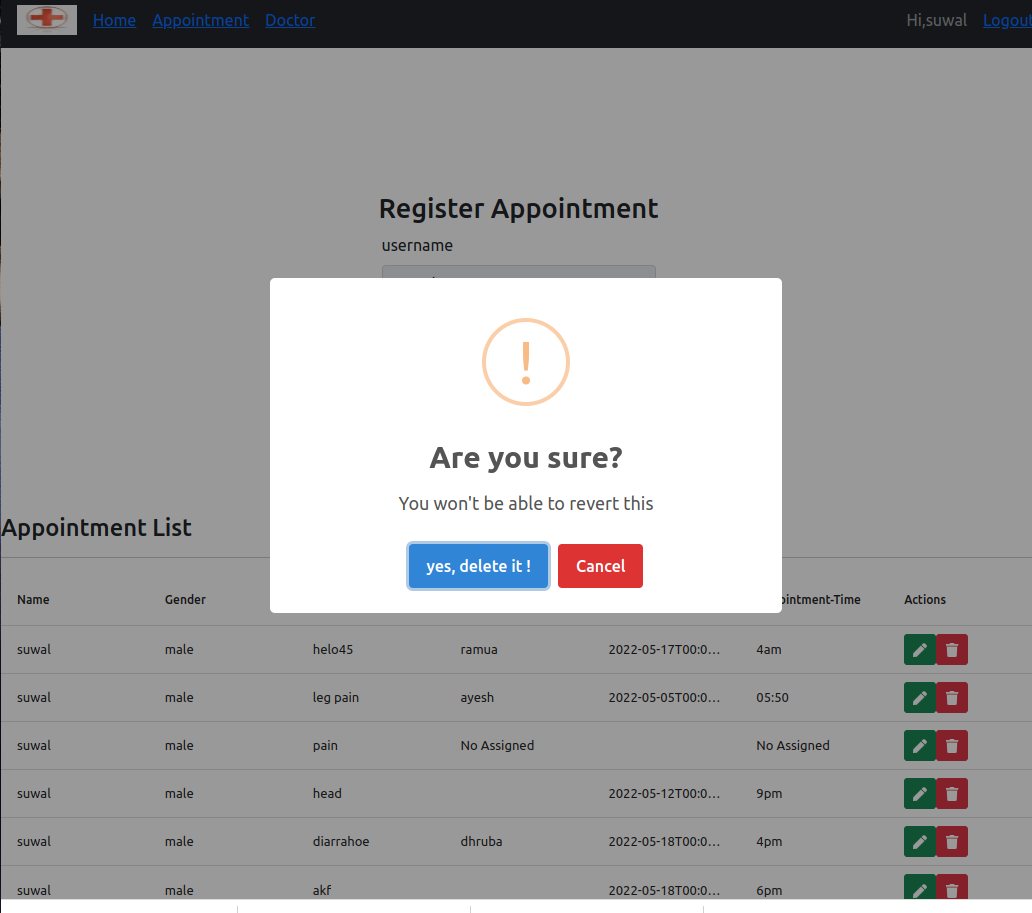 Home Appointment Doctor Hi,suwal Logout
Register Appointment
username
!
Are you sure?
You won't be able to revert this
yes, delete it ! Cancel
Appointment List
Name Gender ointment-Time Actions
suwal male helo45 ramua 2022-05-17T00:0... 4am
suwal male leg pain ayesh 2022-05-05T00:0... 05:50
suwal male pain No Assigned No Assigned
suwal male head 2022-05-12T00:0... 9pm
suwal male diarrahoe dhruba 2022-05-18T00:0... 4pm
suwal male akf 2022-05-18T00:0... 6pm